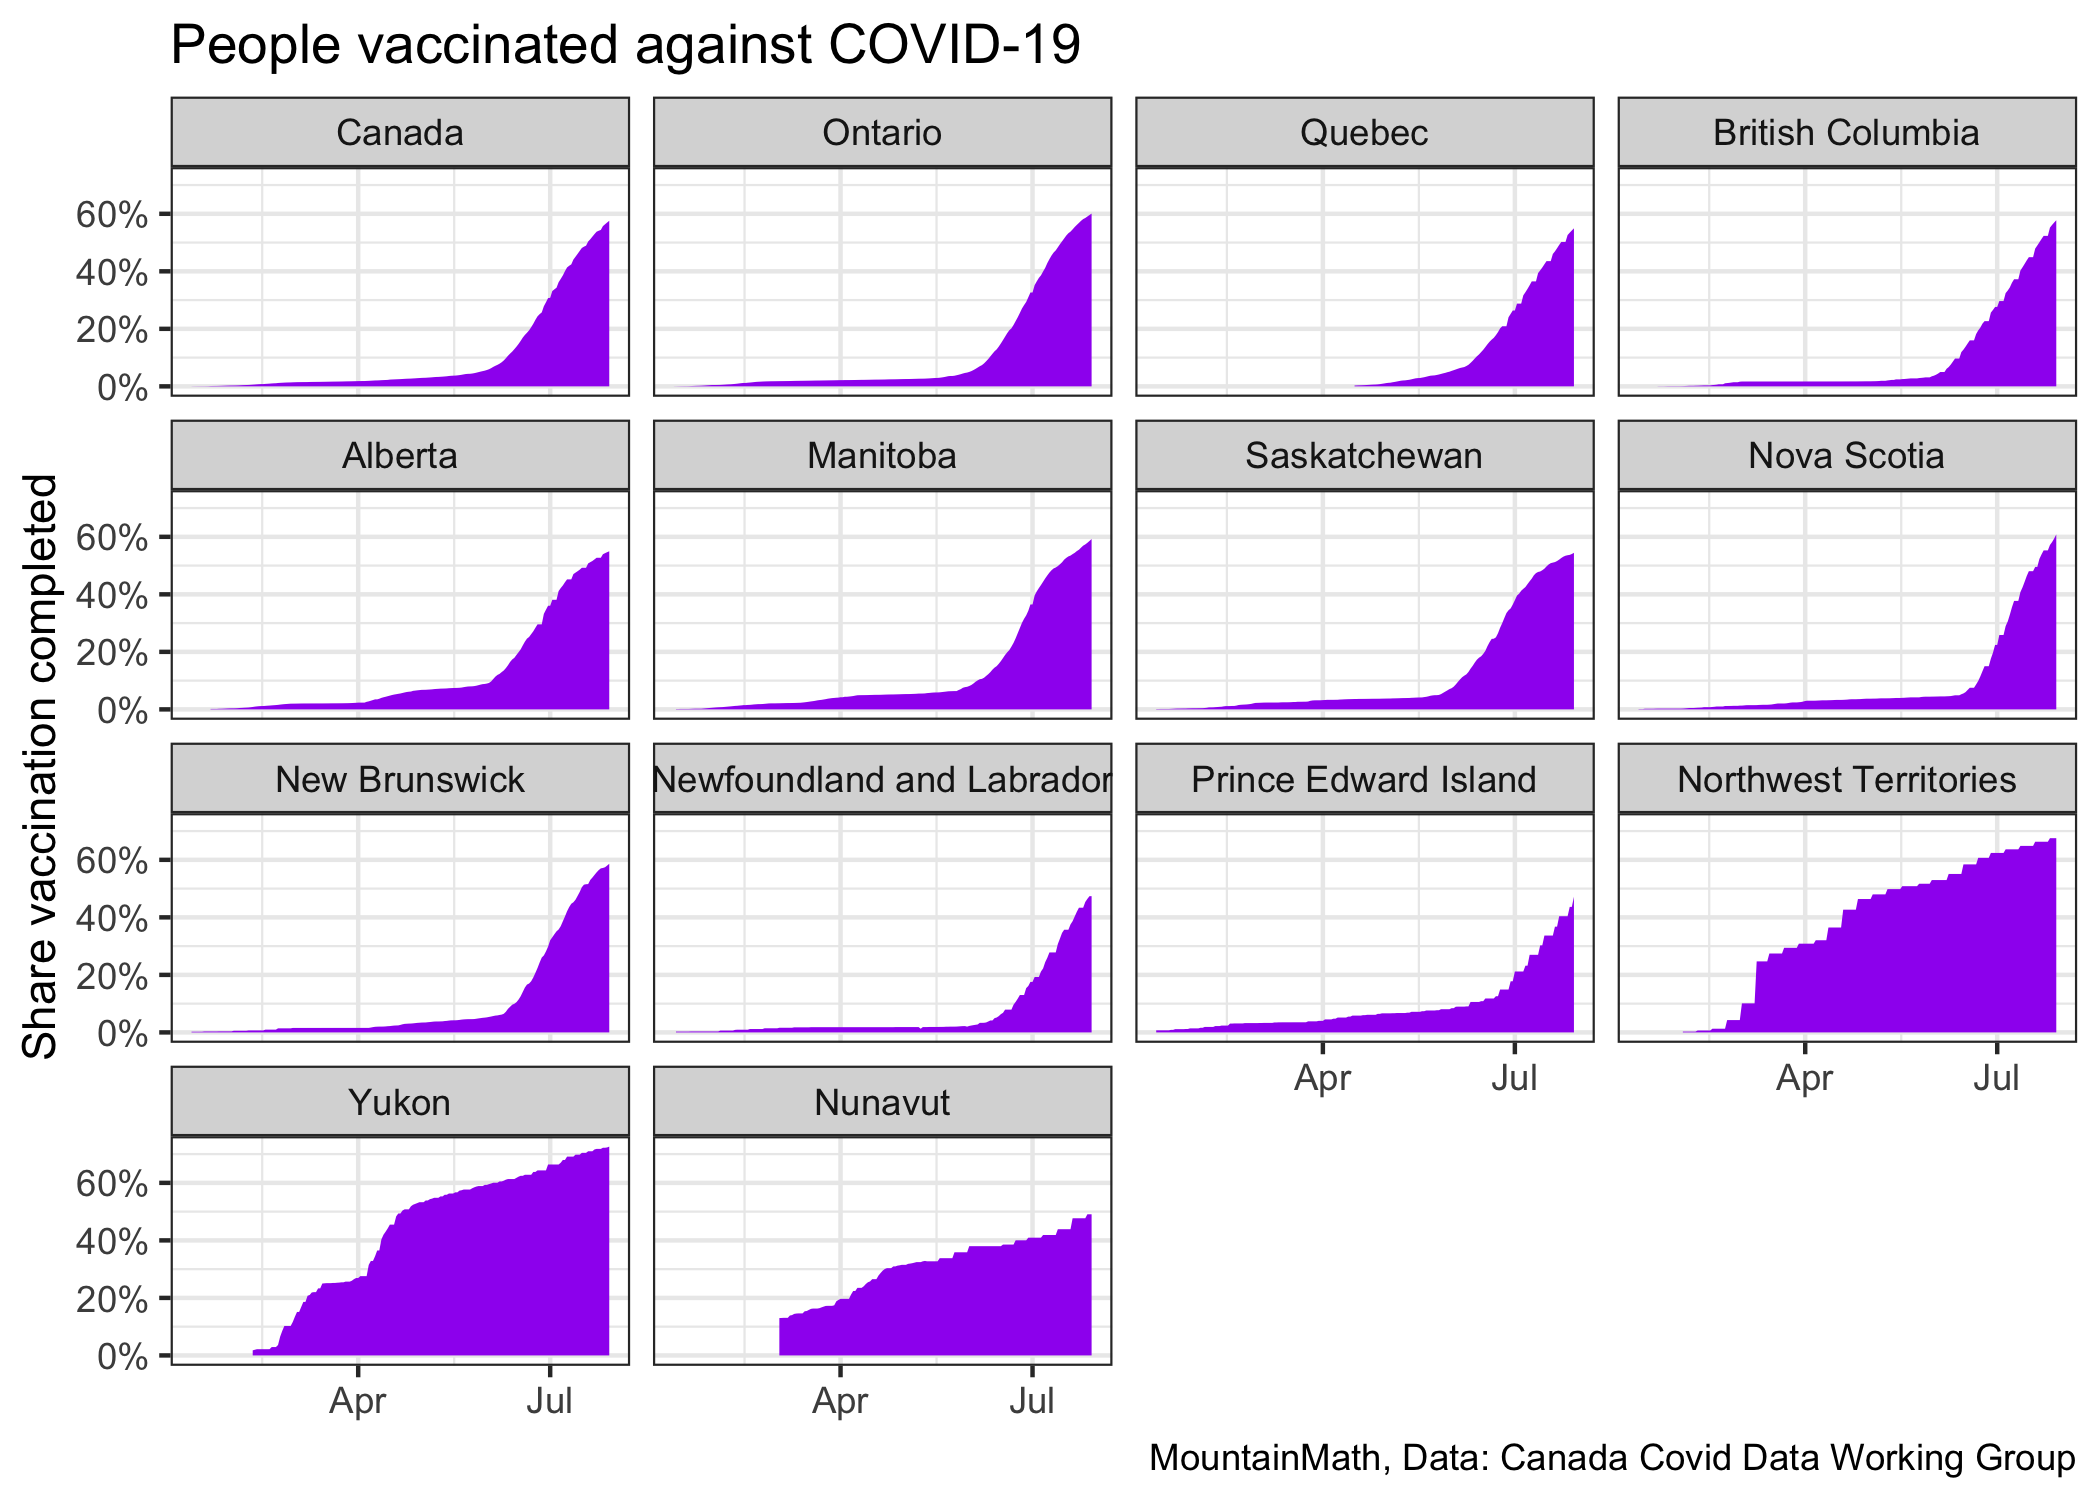 People vaccinated against COVID-19
Share vaccination completed
Canada
Ontario
Quebec
British Columbia
60%
40%
20%
0%
Alberta
Manitoba
Saskatchewan
Nova Scotia
60%
40%
20%
0%
New Brunswick
Newfoundland and Labrador
Prince Edward Island
Northwest Territories
60%
40%
20%
0%
Apr
Jul
Apr
Jul
Yukon
Nunavut
60%
40%
20%
0%
Apr
Jul
Apr
Jul
MountainMath, Data: Canada Covid Data Working Group